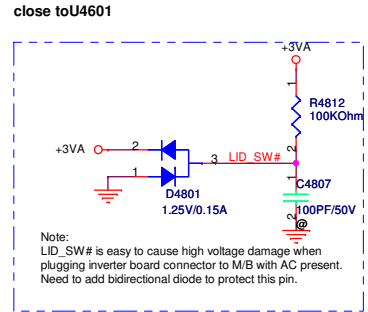 close toU4601
+3VA
1
R4812
100KOhm
2
+3VA
2
3
LID_SW#
1
D4801
1.25V/0.15A
1
C4807
100PF/50V
2
@
Note:
LID_SW# is easy to cause high voltage damage when
plugging inverter board connector to M/B with AC present.
Need to add bidirectional diode to protect this pin.